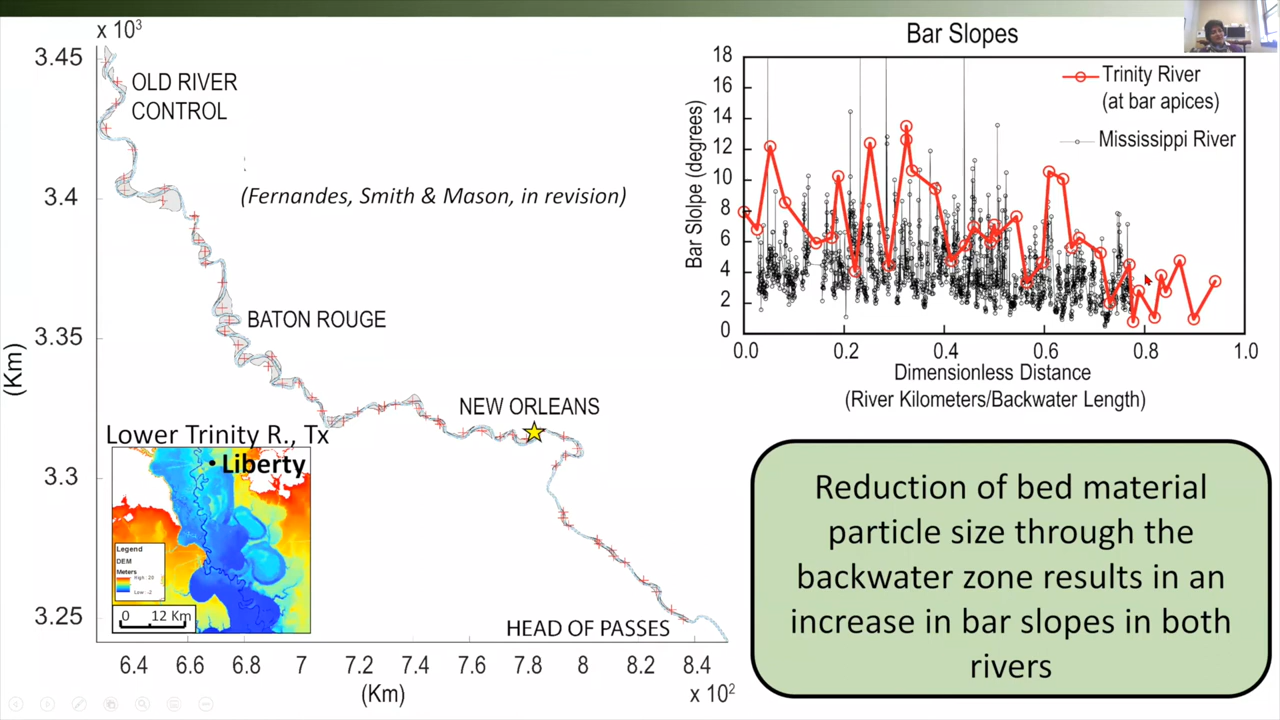 x 10³
3.45
3.4
3.35
3.3
3.25
(Km)
OLD RIVER
CONTROL
(Fernandes, Smith & Mason, in revision)
BATON ROUGE
NEW ORLEANS
HEAD OF PASSES
Lower Trinity R., Tx
Liberty
Legend
DEM
Meters
High : 20
Low : -2
0 12 Km
6.4 6.6 6.8 7 7.2 7.4 7.6 7.8 8 8.2 8.4
(Km)
x 10²
Bar Slopes
18
16
14
12
10
8
6
4
2
0
Bar Slolpe (degrees)
Trinity River
(at bar apices)
Mississippi River
0.0 0.2 0.4 0.6 0.8 1.0
Dimensionless Distance
(River Kilometers/Backwater Length)
Reduction of bed material
particle size through the
backwater zone results in an
increase in bar slopes in both
rivers